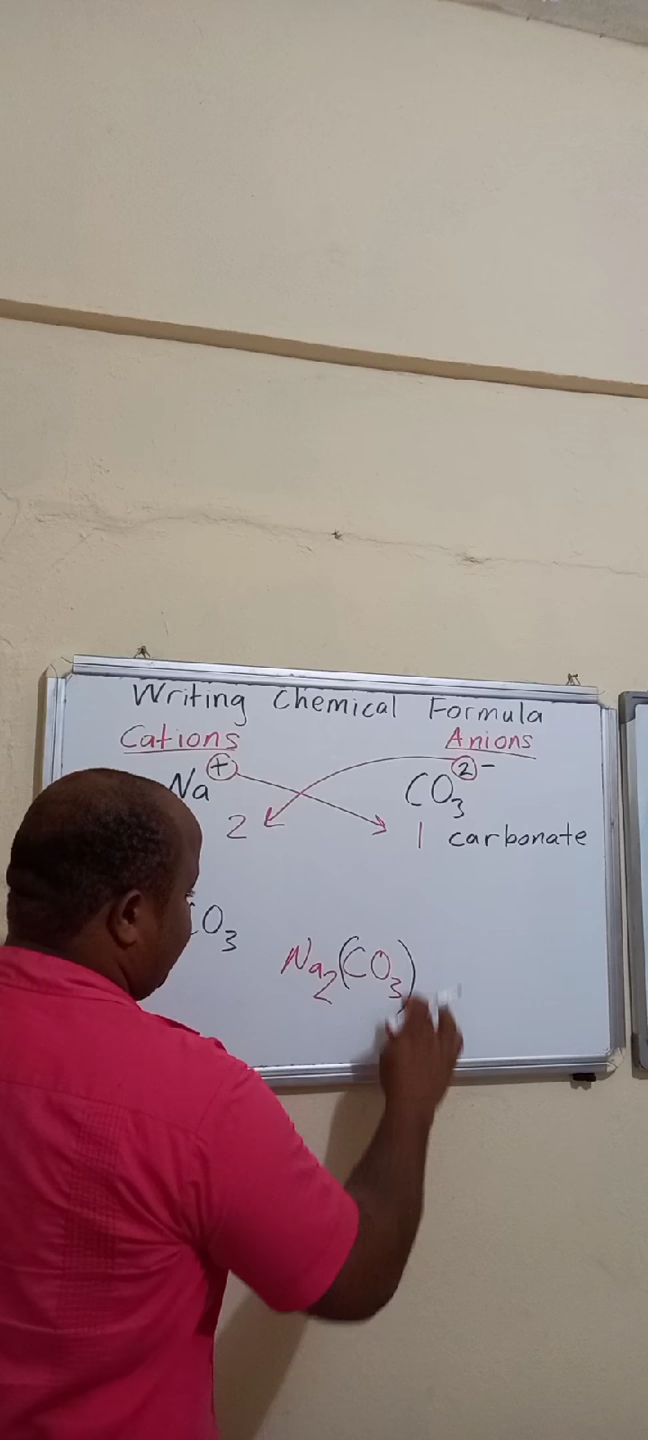 Writing Chemical Formula
Cations Anions
Na + CO3 2-
2 1 carbonate
O3
Na2(CO3)